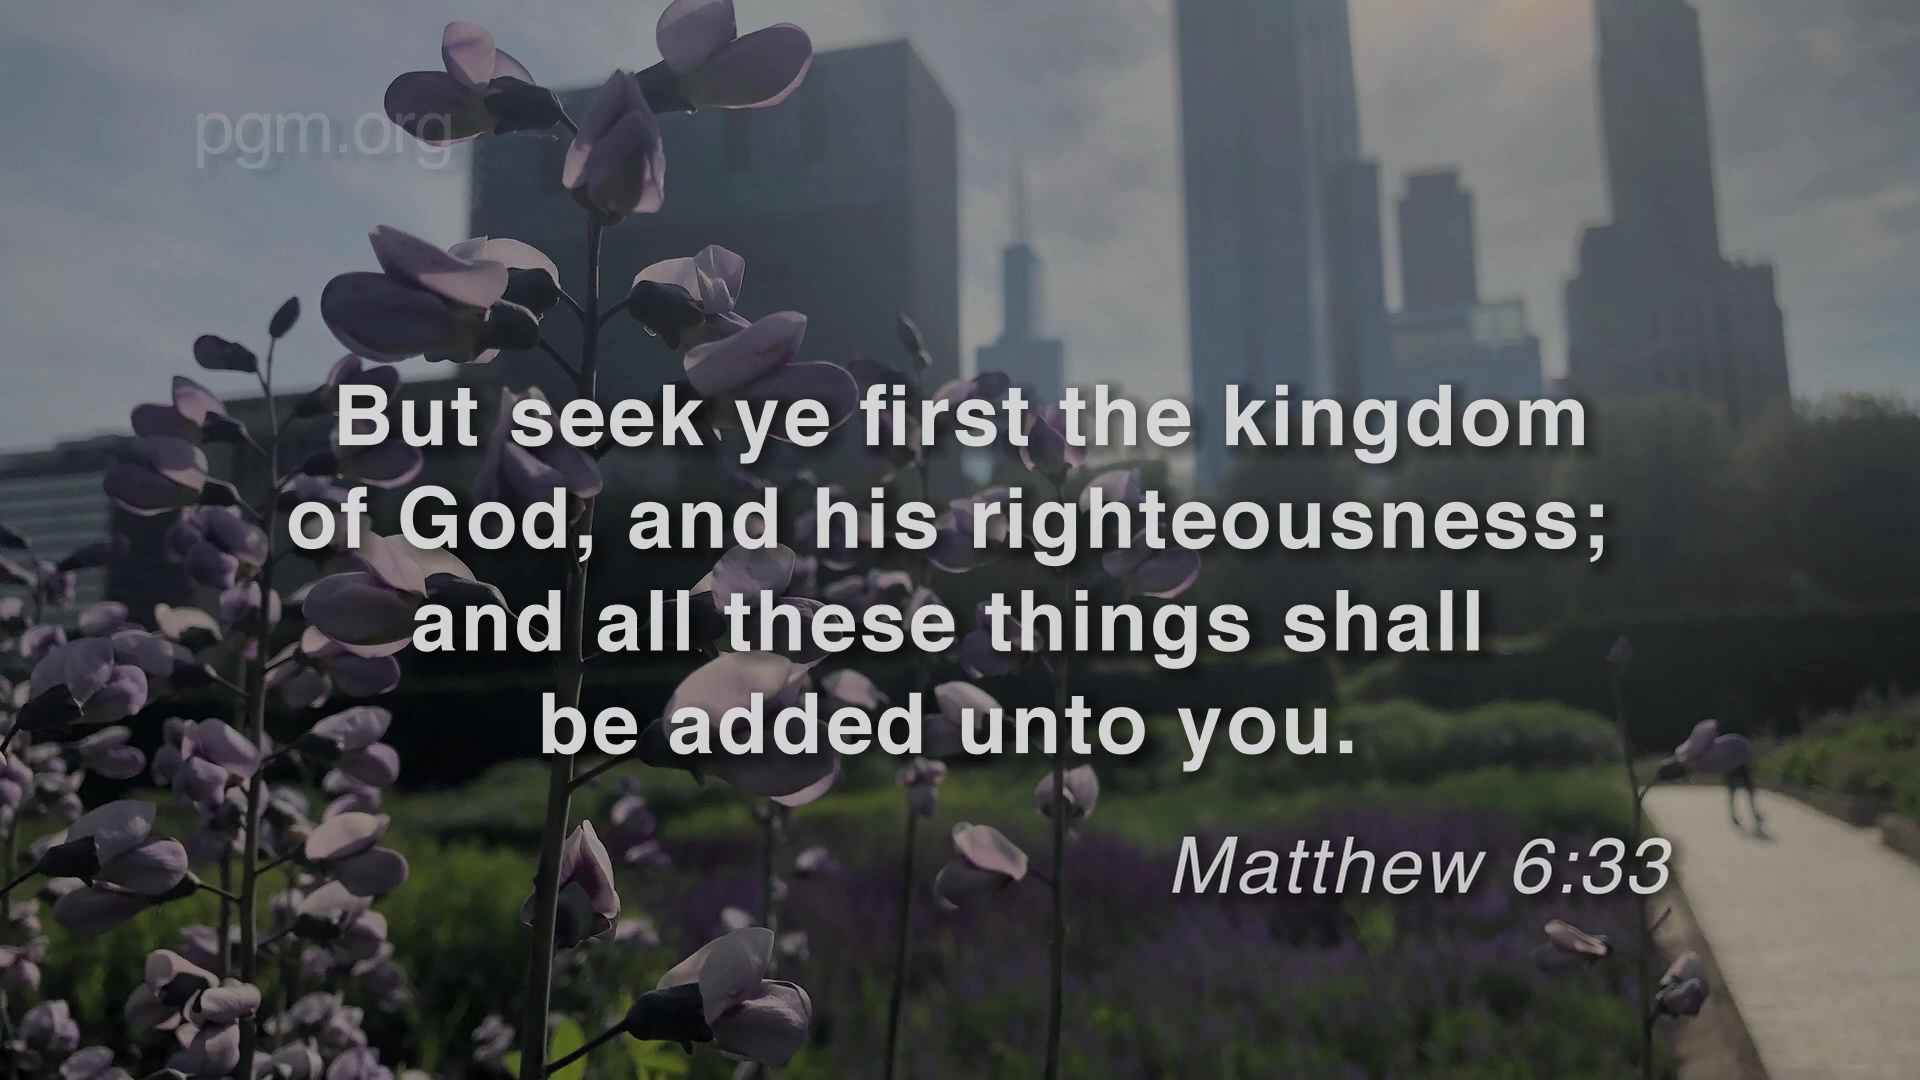 pgm.org
But seek ye first the kingdom
of God, and his righteousness;
and all these things shall
be added unto you.
Matthew 6:33